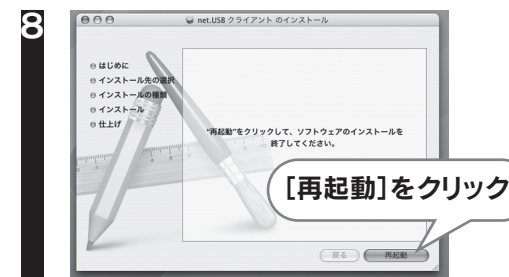 8
net.USB クライアント のインストール
はじめに
インストール先の選択
インストールの種類
インストール
仕上げ
"再起動"をクリックして、ソフトウェアのインストールを
終了してください。
[再起動]をクリック
戻る
再起動